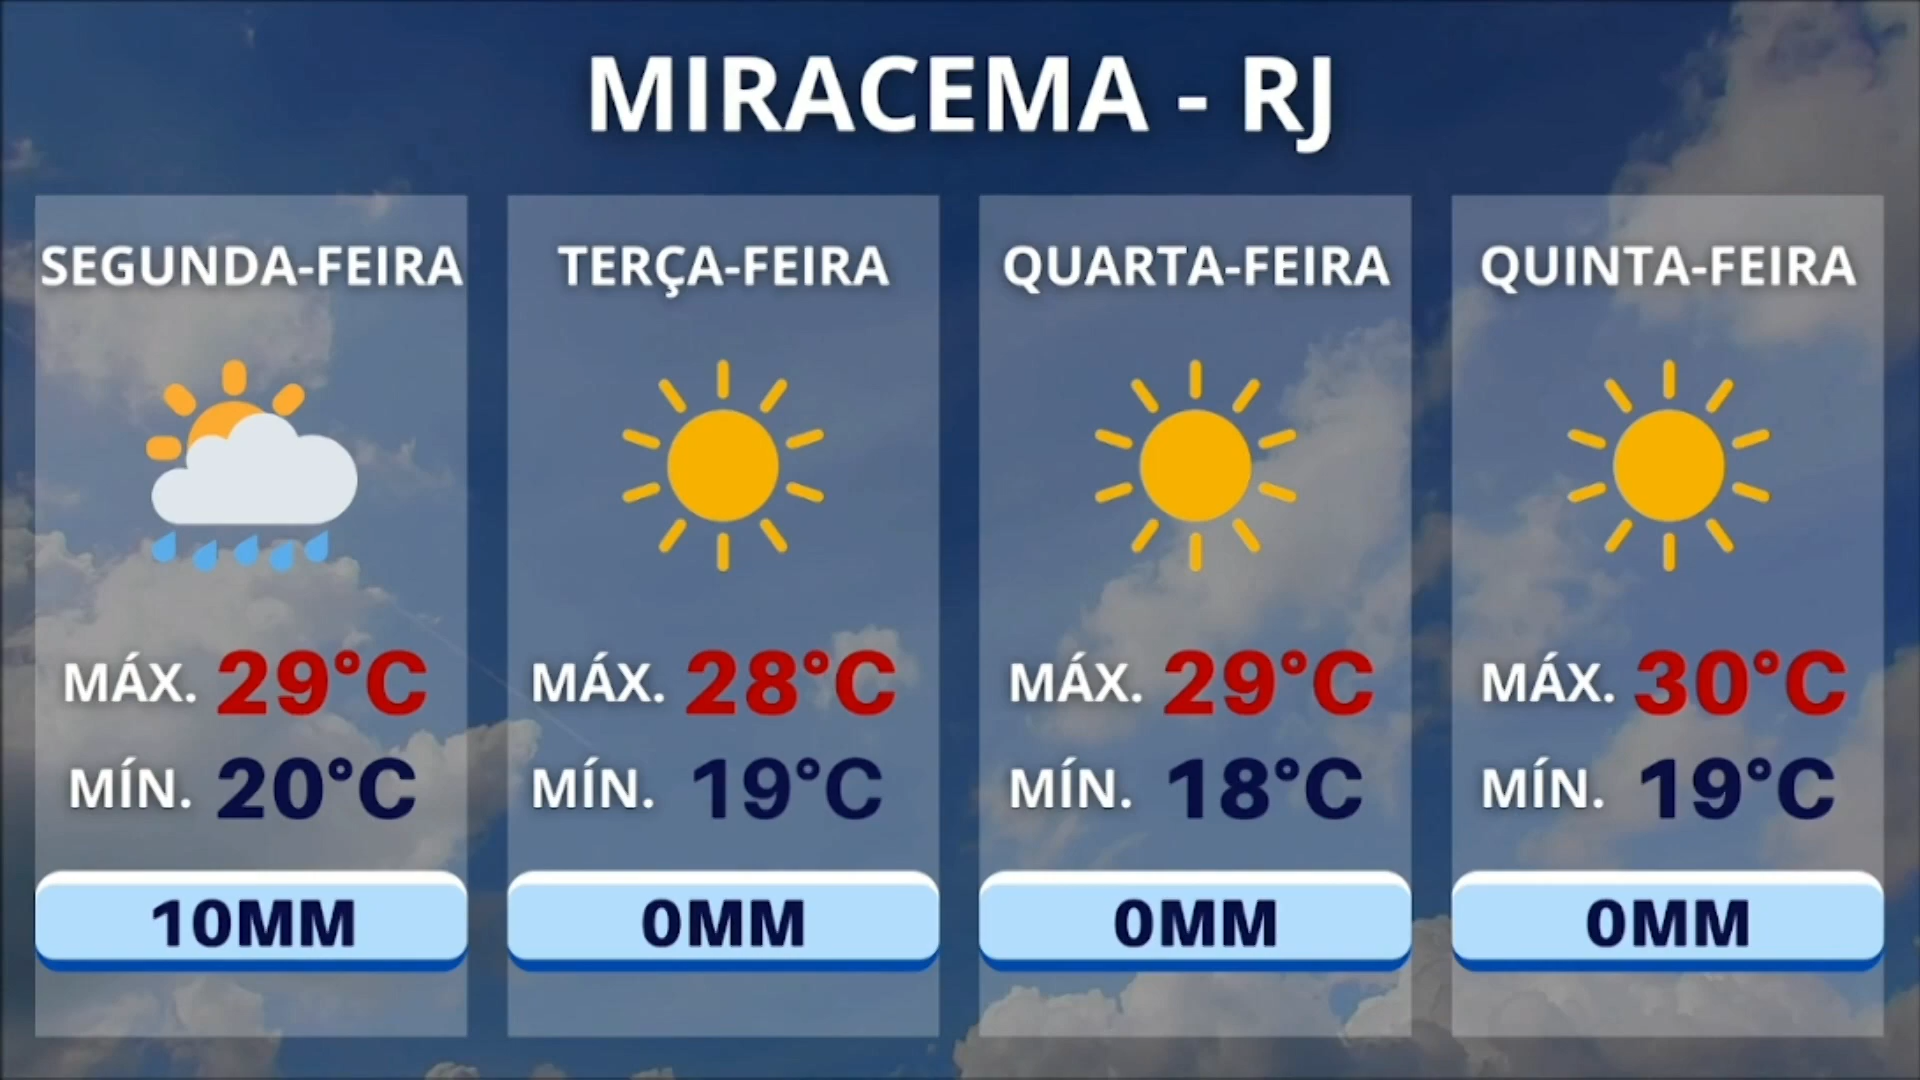 MIRACEMA - RJ
SEGUNDA-FEIRA
MÁX. 29°C
MÍN. 20°C
10MM
TERÇA-FEIRA
MÁX. 28°C
MÍN. 19°C
0MM
QUARTA-FEIRA
MÁX. 29°C
MÍN. 18°C
0MM
QUINTA-FEIRA
MÁX. 30°C
MÍN. 19°C
0MM